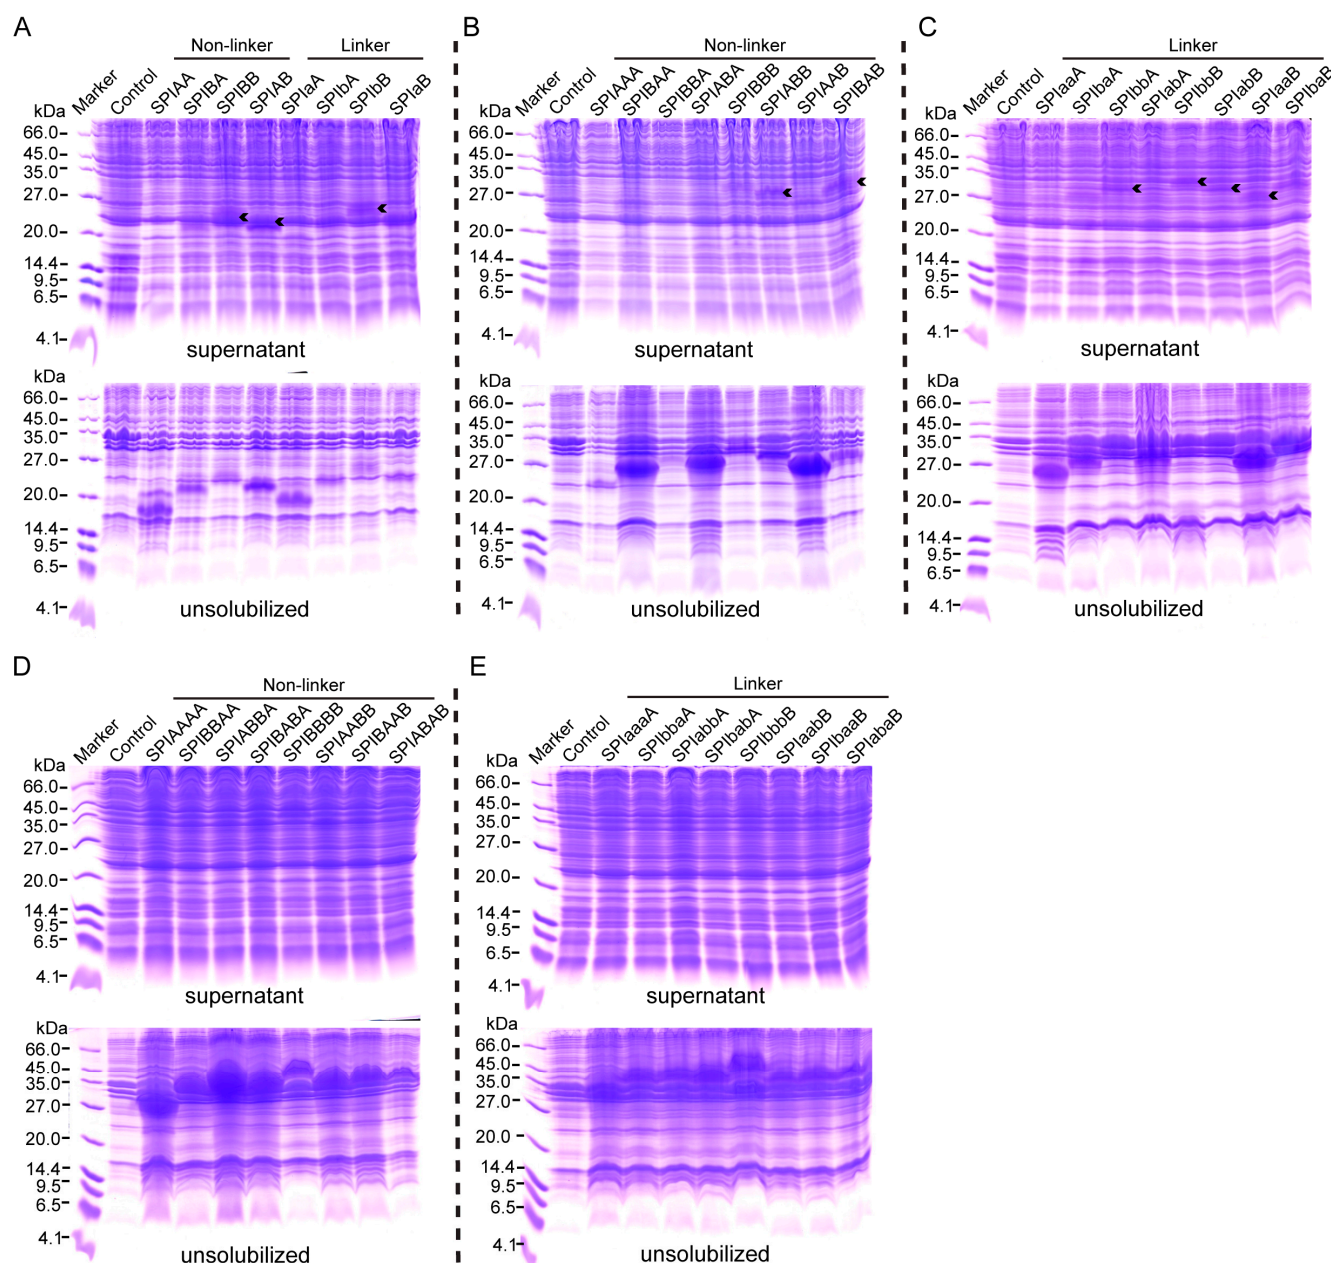 A
Non-linker
Linker
Marker
Control
SPIAA
SPIBA
SPIBB
SPIAB
SPIaA
SPIbA
SPIbB
SPIaB
kDa
66.0
45.0
35.0
27.0
20.0
14.4
9.5
6.5
4.1
supernatant
kDa
66.0
45.0
35.0
27.0
20.0
14.4
9.5
6.5
4.1
unsolubilized
B
Non-linker
Marker
Control
SPIAAA
SPIBAA
SPIBBA
SPIABA
SPIBBB
SPIABB
SPIAAB
SPIBAB
kDa
66.0
45.0
35.0
27.0
20.0
14.4
9.5
6.5
4.1
supernatant
kDa
66.0
45.0
35.0
27.0
20.0
14.4
9.5
6.5
4.1
unsolubilized
C
Linker
Marker
Control
SPIaaA
SPIbaA
SPIbbA
SPIabA
SPIbbB
SPIabB
SPIaaB
SPIbaB
kDa
66.0
45.0
35.0
27.0
20.0
14.4
9.5
6.5
4.1
supernatant
kDa
66.0
45.0
35.0
27.0
20.0
14.4
9.5
6.5
4.1
unsolubilized
D
Non-linker
Marker
Control
SPIAAAA
SPIBBAA
SPIABBA
SPIBABA
SPIBBBB
SPIAABB
SPIBAAB
SPIABAB
kDa
66.0
45.0
35.0
27.0
20.0
14.4
9.5
6.5
4.1
supernatant
kDa
66.0
45.0
35.0
27.0
20.0
14.4
9.5
6.5
4.1
unsolubilized
E
Linker
Marker
Control
SPIaaaA
SPIbbaA
SPIabbA
SPIbabA
SPIbbbB
SPIaabB
SPIbaaB
SPIabaB
kDa
66.0
45.0
35.0
27.0
20.0
14.4
9.5
6.5
4.1
supernatant
kDa
66.0
45.0
35.0
27.0
20.0
14.4
9.5
6.5
4.1
unsolubilized